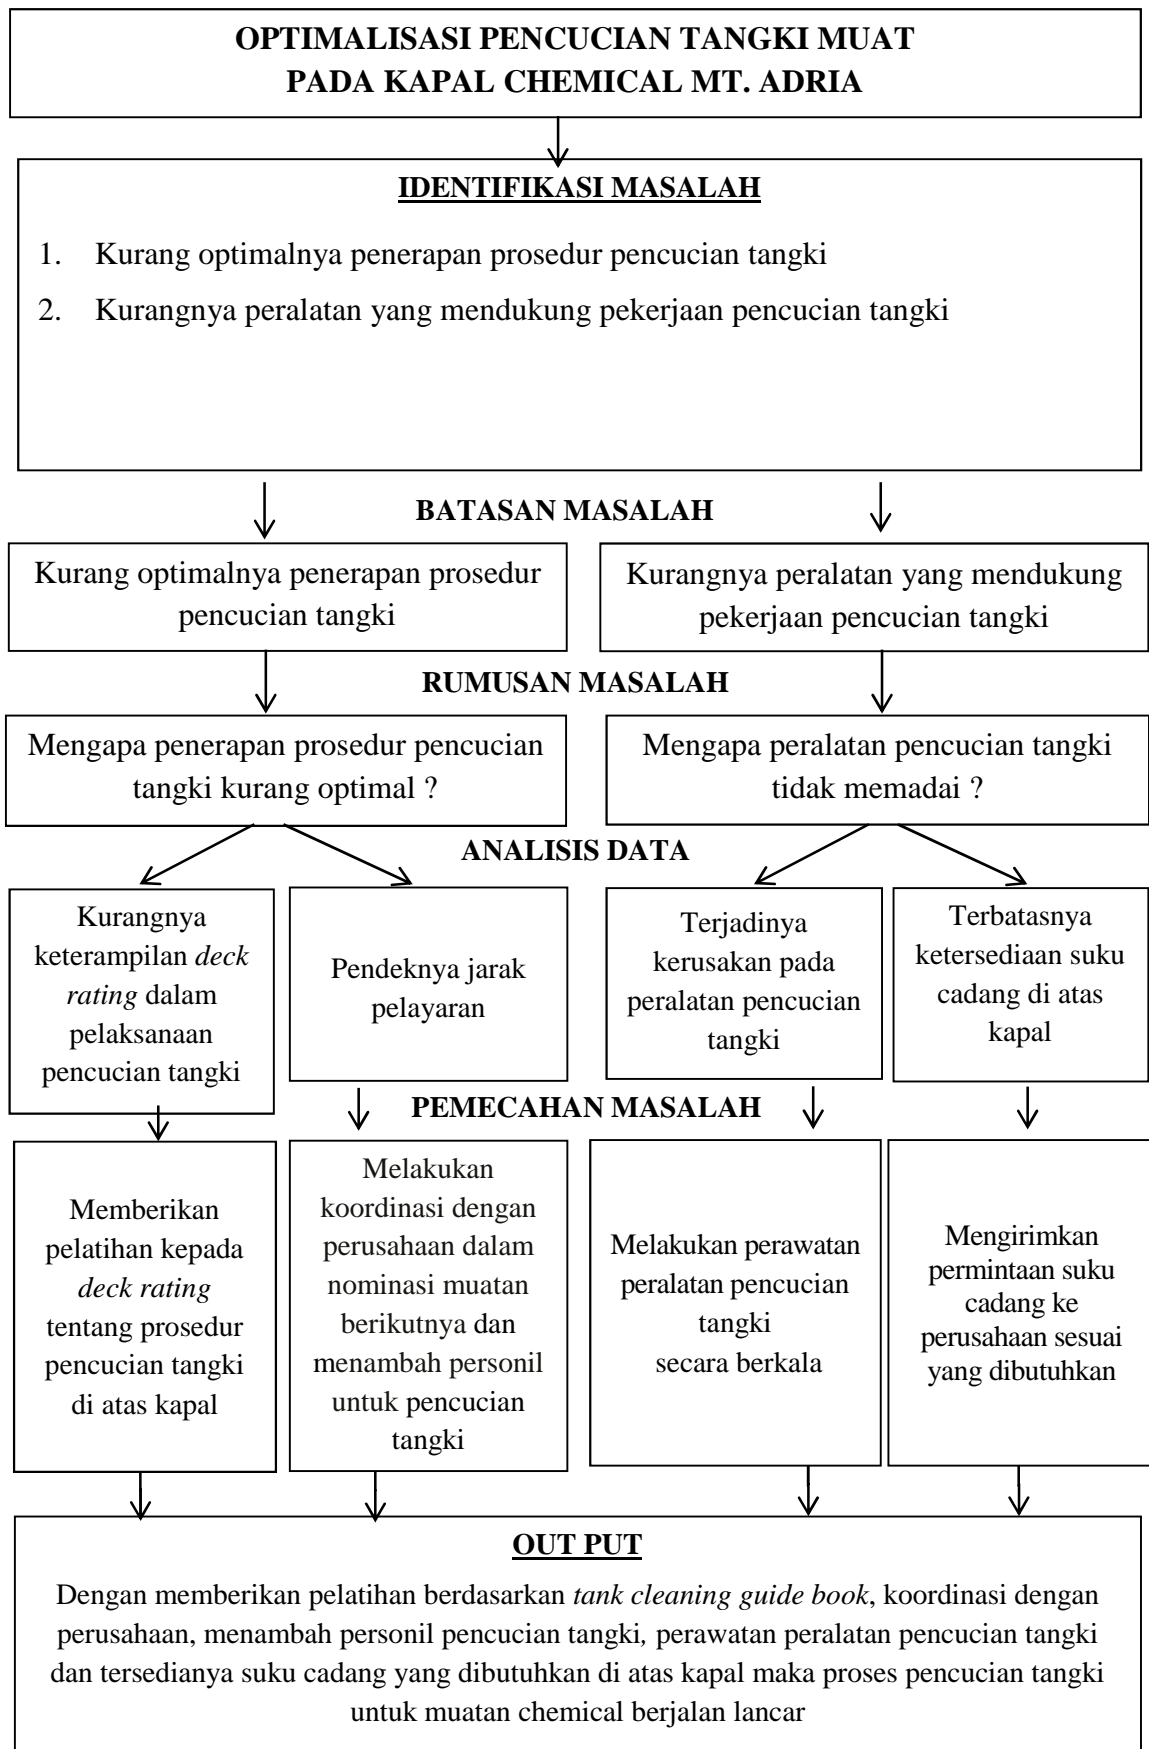 OPTIMALISASI PENCUCIAN TANGKI MUAT
PADA KAPAL CHEMICAL MT. ADRIA
IDENTIFIKASI MASALAH
1. Kurang optimalnya penerapan prosedur pencucian tangki
2. Kurangnya peralatan yang mendukung pekerjaan pencucian tangki
BATASAN MASALAH
Kurang optimalnya penerapan prosedur
pencucian tangki
Kurangnya peralatan yang mendukung
pekerjaan pencucian tangki
RUMUSAN MASALAH
Mengapa penerapan prosedur pencucian
tangki kurang optimal ?
Mengapa peralatan pencucian tangki
tidak memadai ?
ANALISIS DATA
Kurangnya
keterampilan deck
rating dalam
pelaksanaan
pencucian tangki
Pendeknya jarak
pelayaran
Terjadinya
kerusakan pada
peralatan pencucian
tangki
Terbatasnya
ketersediaan suku
cadang di atas
kapal
PEMECAHAN MASALAH
Memberikan
pelatihan kepada
deck rating
tentang prosedur
pencucian tangki
di atas kapal
Melakukan
koordinasi dengan
perusahaan dalam
nominasi muatan
berikutnya dan
menambah personil
untuk pencucian
tangki
Melakukan perawatan
peralatan pencucian
tangki
secara berkala
Mengirimkan
permintaan suku
cadang ke
perusahaan sesuai
yang dibutuhkan
OUT PUT
Dengan memberikan pelatihan berdasarkan tank cleaning guide book, koordinasi dengan
perusahaan, menambah personil pencucian tangki, perawatan peralatan pencucian tangki
dan tersedianya suku cadang yang dibutuhkan di atas kapal maka proses pencucian tangki
untuk muatan chemical berjalan lancar